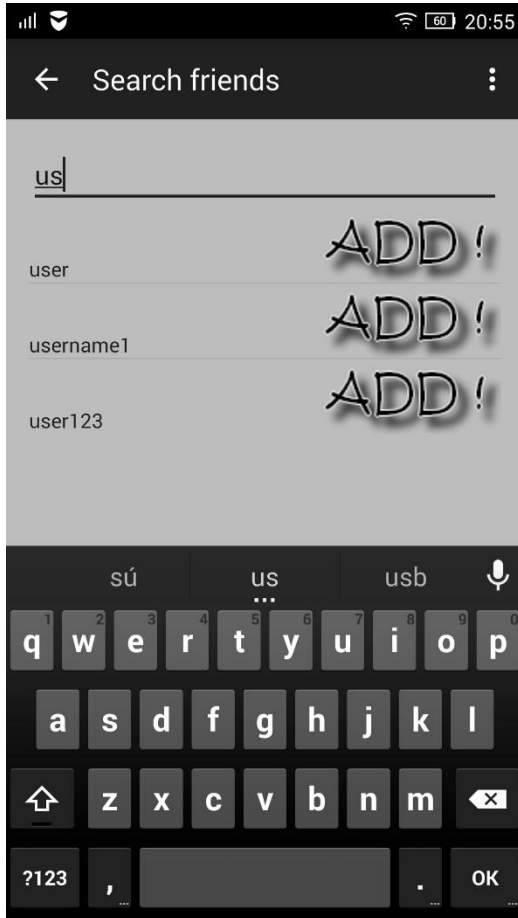 60 20:55
Search friends
us
ADD!
user
ADD!
username1
ADD!
user123
sú us usb
1 2 3 4 5 6 7 8 9 0
q w e r t y u i o p
a s d f g h j k l
z x c v b n m
?123 , . OK